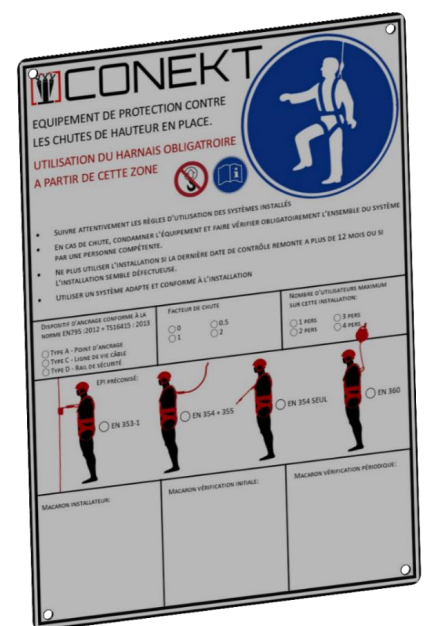 CONEKT
EQUIPEMENT DE PROTECTION CONTRE
LES CHUTES DE HAUTEUR EN PLACE.
UTILISATION DU HARNAIS OBLIGATOIRE
A PARTIR DE CETTE ZONE
• SUIVRE ATTENTIVEMENT LES RÈGLES D'UTILISATION DES SYSTÈMES INSTALLÉS
• EN CAS DE CHUTE, CONDAMNER L'ÉQUIPEMENT ET FAIRE VÉRIFIER OBLIGATOIREMENT L'ENSEMBLE DU SYSTÈME
PAR UNE PERSONNE COMPÉTENTE.
• NE PLUS UTILISER L'INSTALLATION SI LA DERNIÈRE DATE DE CONTRÔLE REMONTE A PLUS DE 12 MOIS OU SI
L'INSTALLATION SEMBLE DÉFECTUEUSE.
• UTILISER UN SYSTÈME ADAPTE ET CONFORME À L'INSTALLATION
DISPOSITIF D'ANCRAGE CONFORME À LA
NORME EN795 :2012 + TS16415 : 2013
TYPE A - POINT D'ANCRAGE
TYPE C - LIGNE DE VIE CÂBLE
TYPE D - RAIL DE SÉCURITÉ
FACTEUR DE CHUTE
0 0.5
1 2
NOMBRE D'UTILISATEURS MAXIMUM
SUR CETTE INSTALLATION:
1 PERS 3 PERS
2 PERS 4 PERS
EPI PRÉCONISÉ:
EN 353-1
EN 354 + 355
EN 354 SEUL
EN 360
MACARON INSTALLATEUR:
MACARON VÉRIFICATION INITIALE:
MACARON VÉRIFICATION PÉRIODIQUE: